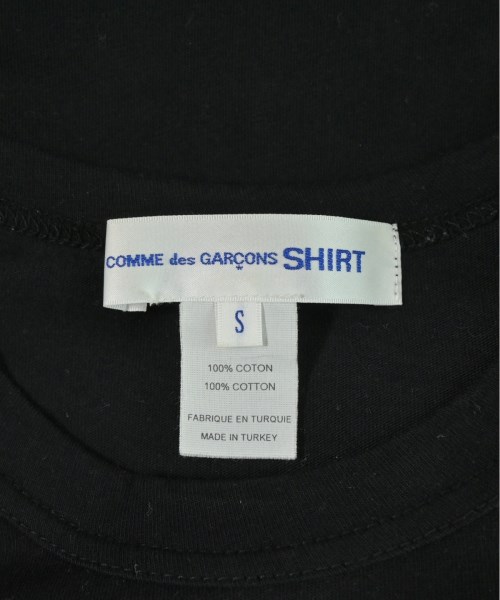 COMME des GARÇONS SHIRT
S
100% COTON
100% COTTON
FABRIQUE EN TURQUIE
MADE IN TURKEY